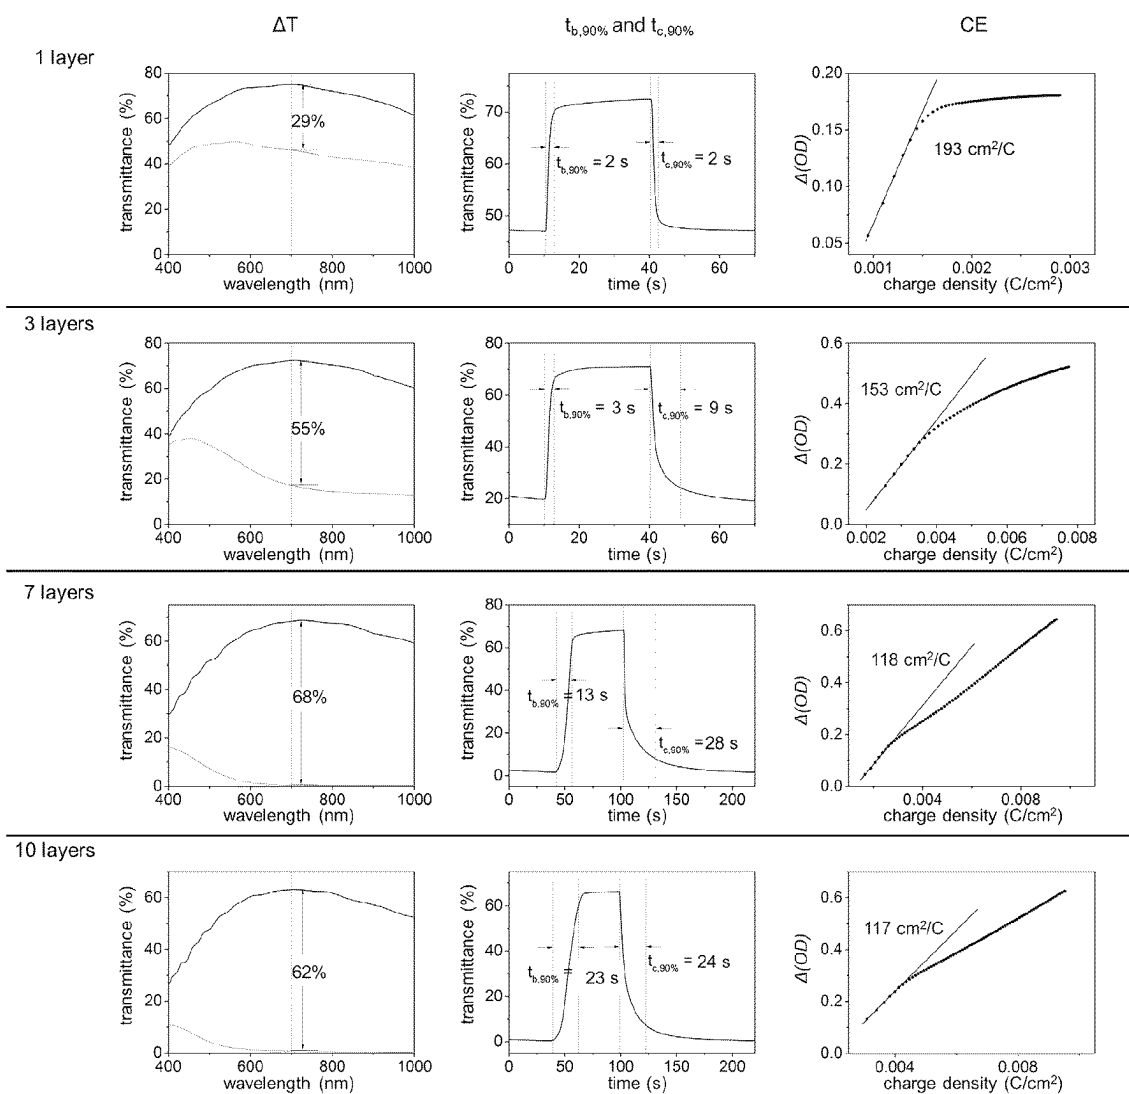 ΔT t_b,90% and t_c,90% CE
1 layer
80
60
40
20
0
transmittance (%)
29%
400 600 800 1000
wavelength (nm)
70
60
50
transmittance (%)
t_b,90% = 2 s
t_c,90% = 2 s
0 20 40 60
time (s)
0.20
0.15
0.10
0.05
Δ(OD)
193 cm²/C
0.001 0.002 0.003
charge density (C/cm²)
3 layers
80
60
40
20
0
transmittance (%)
55%
400 600 800 1000
wavelength (nm)
80
60
40
20
transmittance (%)
t_b,90% = 3 s
t_c,90% = 9 s
0 20 40 60
time (s)
0.6
0.4
0.2
0.0
Δ(OD)
153 cm²/C
0.002 0.004 0.006 0.008
charge density (C/cm²)
7 layers
60
40
20
0
transmittance (%)
68%
400 600 800 1000
wavelength (nm)
80
60
40
20
0
transmittance (%)
t_b,90% = 13 s
t_c,90% = 28 s
0 50 100 150 200
time (s)
0.6
0.4
0.2
0.0
Δ(OD)
118 cm²/C
0.004 0.008
charge density (C/cm²)
10 layers
60
40
20
0
transmittance (%)
62%
400 600 800 1000
wavelength (nm)
60
40
20
0
transmittance (%)
t_b,90% = 23 s
t_c,90% = 24 s
0 50 100 150 200
time (s)
0.6
0.4
0.2
0.0
Δ(OD)
117 cm²/C
0.004 0.008
charge density (C/cm²)